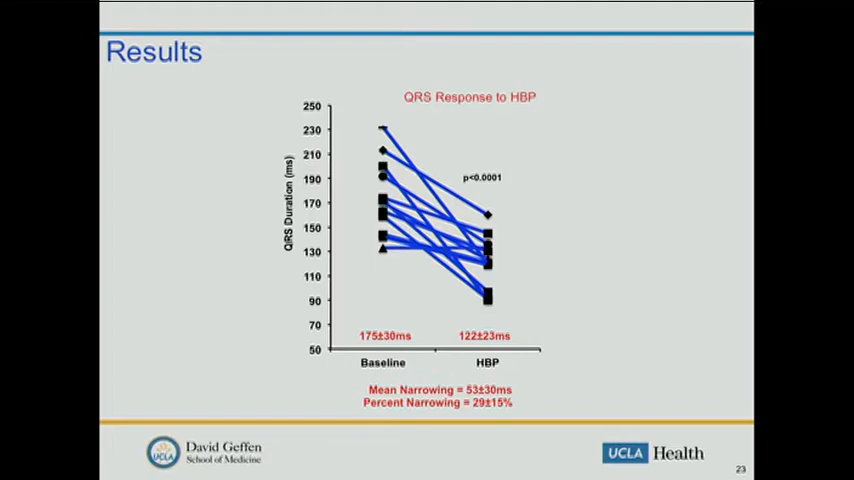 Results
QRS Response to HBP
250
230
210
190
170
150
130
110
90
70
50
QRS Duration (ms)
p<0.0001
175±30ms
122±23ms
Baseline
HBP
Mean Narrowing = 53±30ms
Percent Narrowing = 29±15%
UCLA
David Geffen
School of Medicine
UCLA Health
23